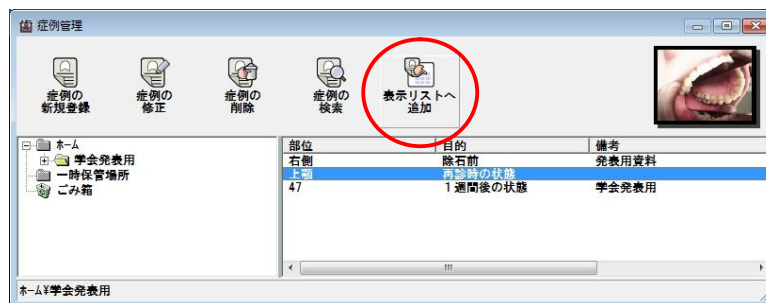 症例管理
症例の
新規登録
症例の
修正
症例の
削除
症例の
検索
表示リストへ
追加
ホーム
学会発表用
一時保管場所
ごみ箱
部位 目的 備考
右側 除石前 発表用資料
上顎 再診時の状態
47 1週間後の状態 学会発表用
ホーム¥学会発表用